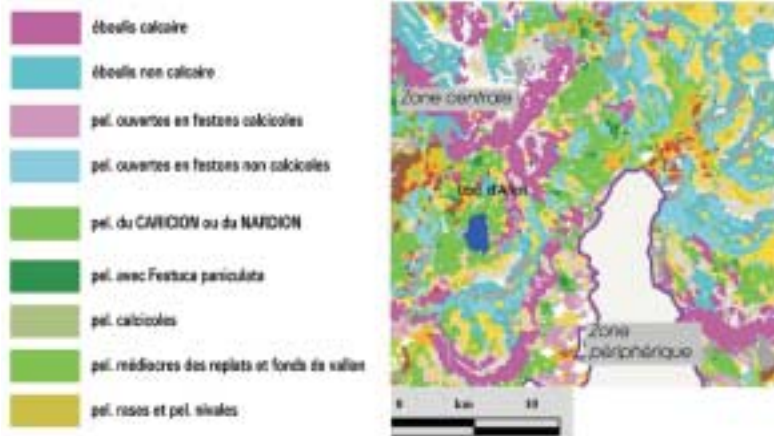 éboulis calcaire
éboulis non calcaire
pel. ouvertes en festons calcicoles
pel. ouvertes en festons non calcicoles
pel. du CARICION ou du NARDION
pel. avec Festuca paniculata
pel. calcicoles
pel. médiocres des replats et fonds de vallon
pel. rases et pel. nivales
Zone centrale
Lac d'Allos
Zone
périphérique
0 km